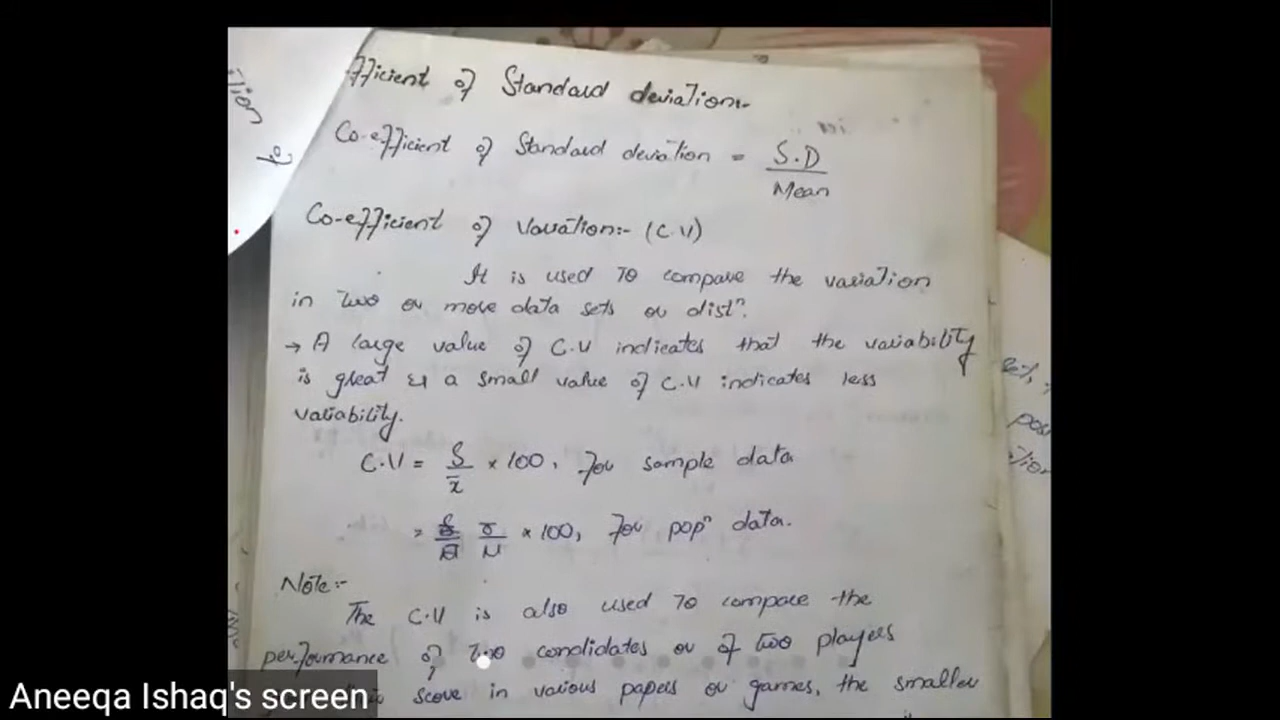 fficient of Standard deviation:-
Co-efficient of Standard deviation = S.D
Mean
Co-efficient of Variation:- (C.V)
It is used To compare the variation
in Two or more data sets or distⁿ.
→ A large value of C.V indicates that the variability
is great & a small value of C.V indicates less
variability.
C.V = S/x̄ × 100, For sample data
= σ/μ × 100, For popⁿ data.
Note:-
The C.V is also used To compare the
performance of Two candidates or of Two players
score in various papers or games, the smaller
Aneeqa Ishaq's screen